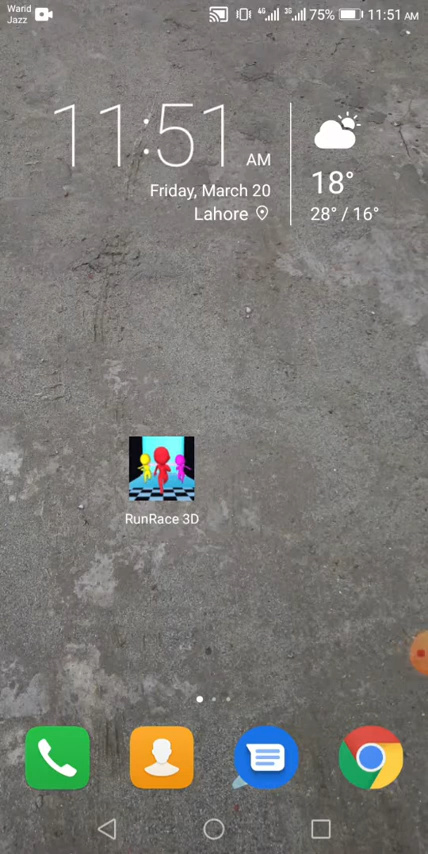 Warid
Jazz
4G
3G
75%
11:51 AM
11:51 AM
Friday, March 20
Lahore
18°
28° / 16°
RunRace 3D